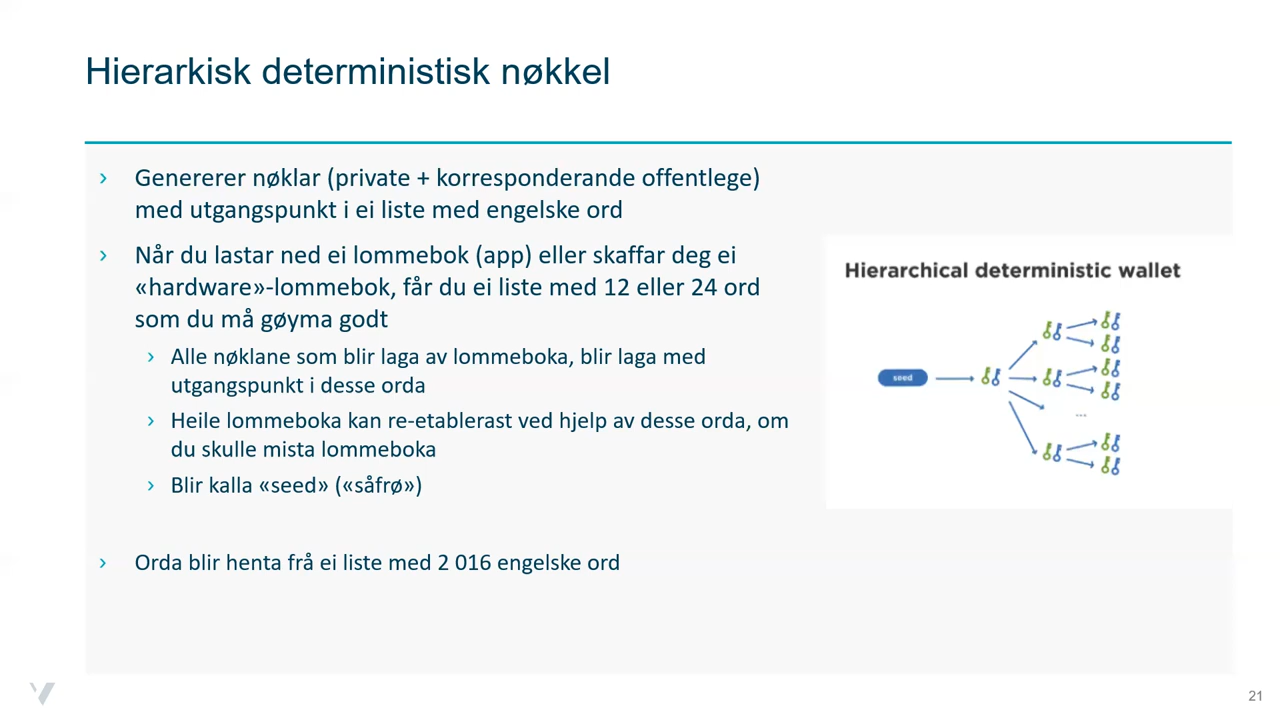 Hierarkisk deterministisk nøkkel
› Genererer nøklar (private + korresponderande offentlege)
med utgangspunkt i ei liste med engelske ord
› Når du lastar ned ei lommebok (app) eller skaffar deg ei
«hardware»-lommebok, får du ei liste med 12 eller 24 ord
som du må gøyma godt
› Alle nøklane som blir laga av lommeboka, blir laga med
utgangspunkt i desse orda
› Heile lommeboka kan re-etablerast ved hjelp av desse orda, om
du skulle mista lommeboka
› Blir kalla «seed» («såfrø»)
› Orda blir henta frå ei liste med 2 016 engelske ord
Hierarchical deterministic wallet
seed
...
21